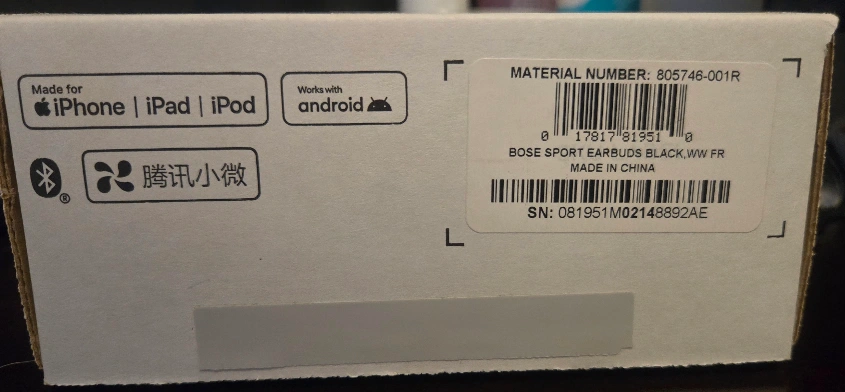 Made for
iPhone | iPad | iPod
Works with
android
腾讯小微
MATERIAL NUMBER: 805746-001R
0 17817 81951 0
BOSE SPORT EARBUDS BLACK,WW FR
MADE IN CHINA
SN: 081951M02148892AE